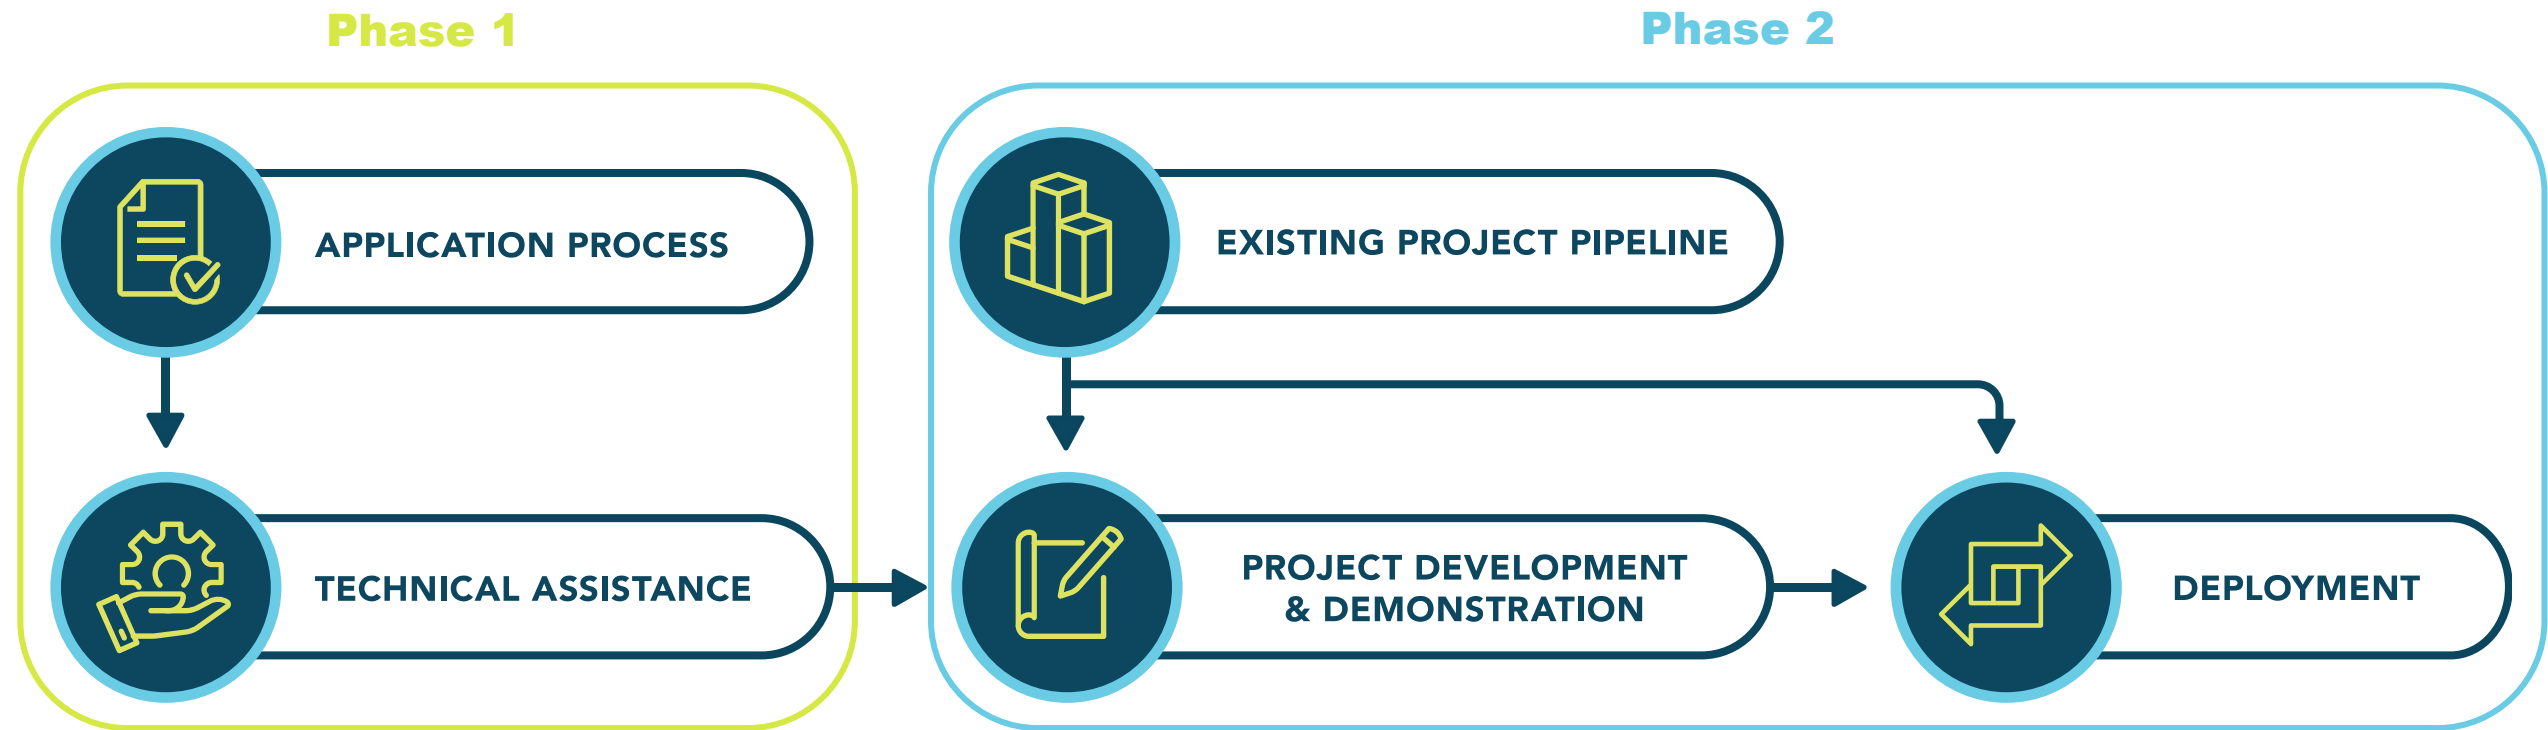 Phase 1
APPLICATION PROCESS
TECHNICAL ASSISTANCE
Phase 2
EXISTING PROJECT PIPELINE
PROJECT DEVELOPMENT
& DEMONSTRATION
DEPLOYMENT